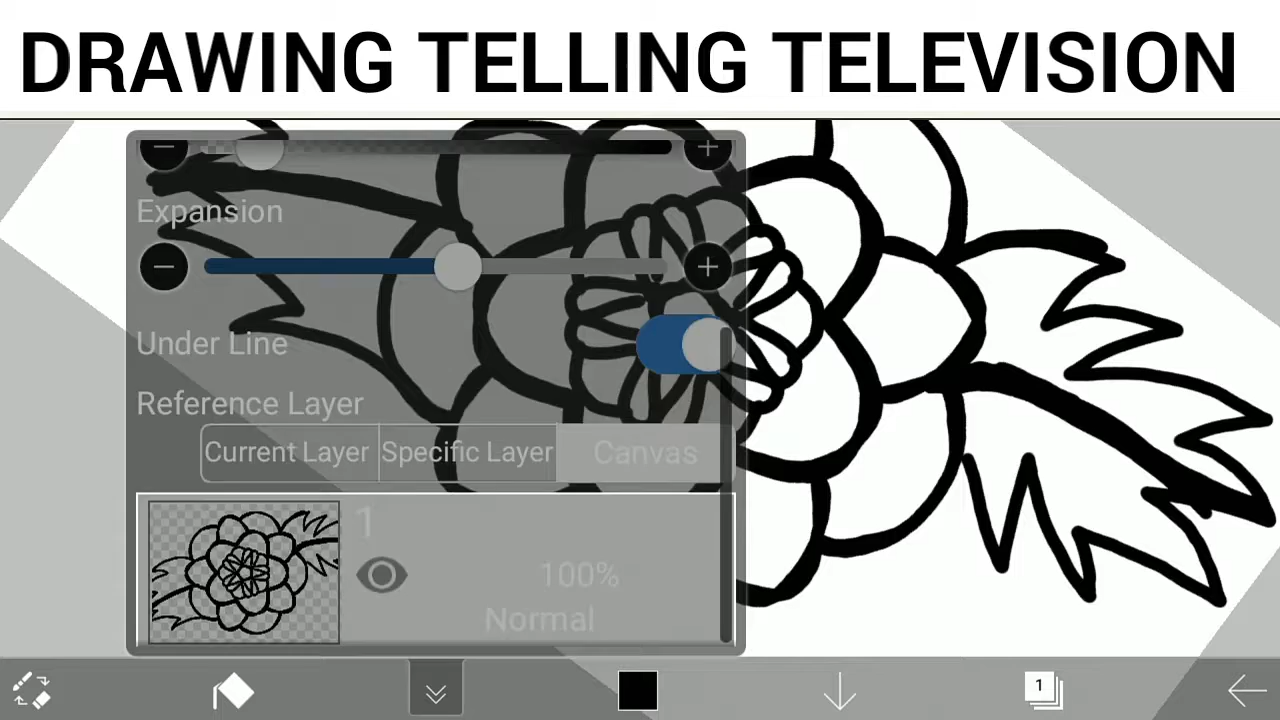 DRAWING TELLING TELEVISION
Expansion
Under Line
Reference Layer
Current Layer Specific Layer Canvas
1
100%
Normal
1